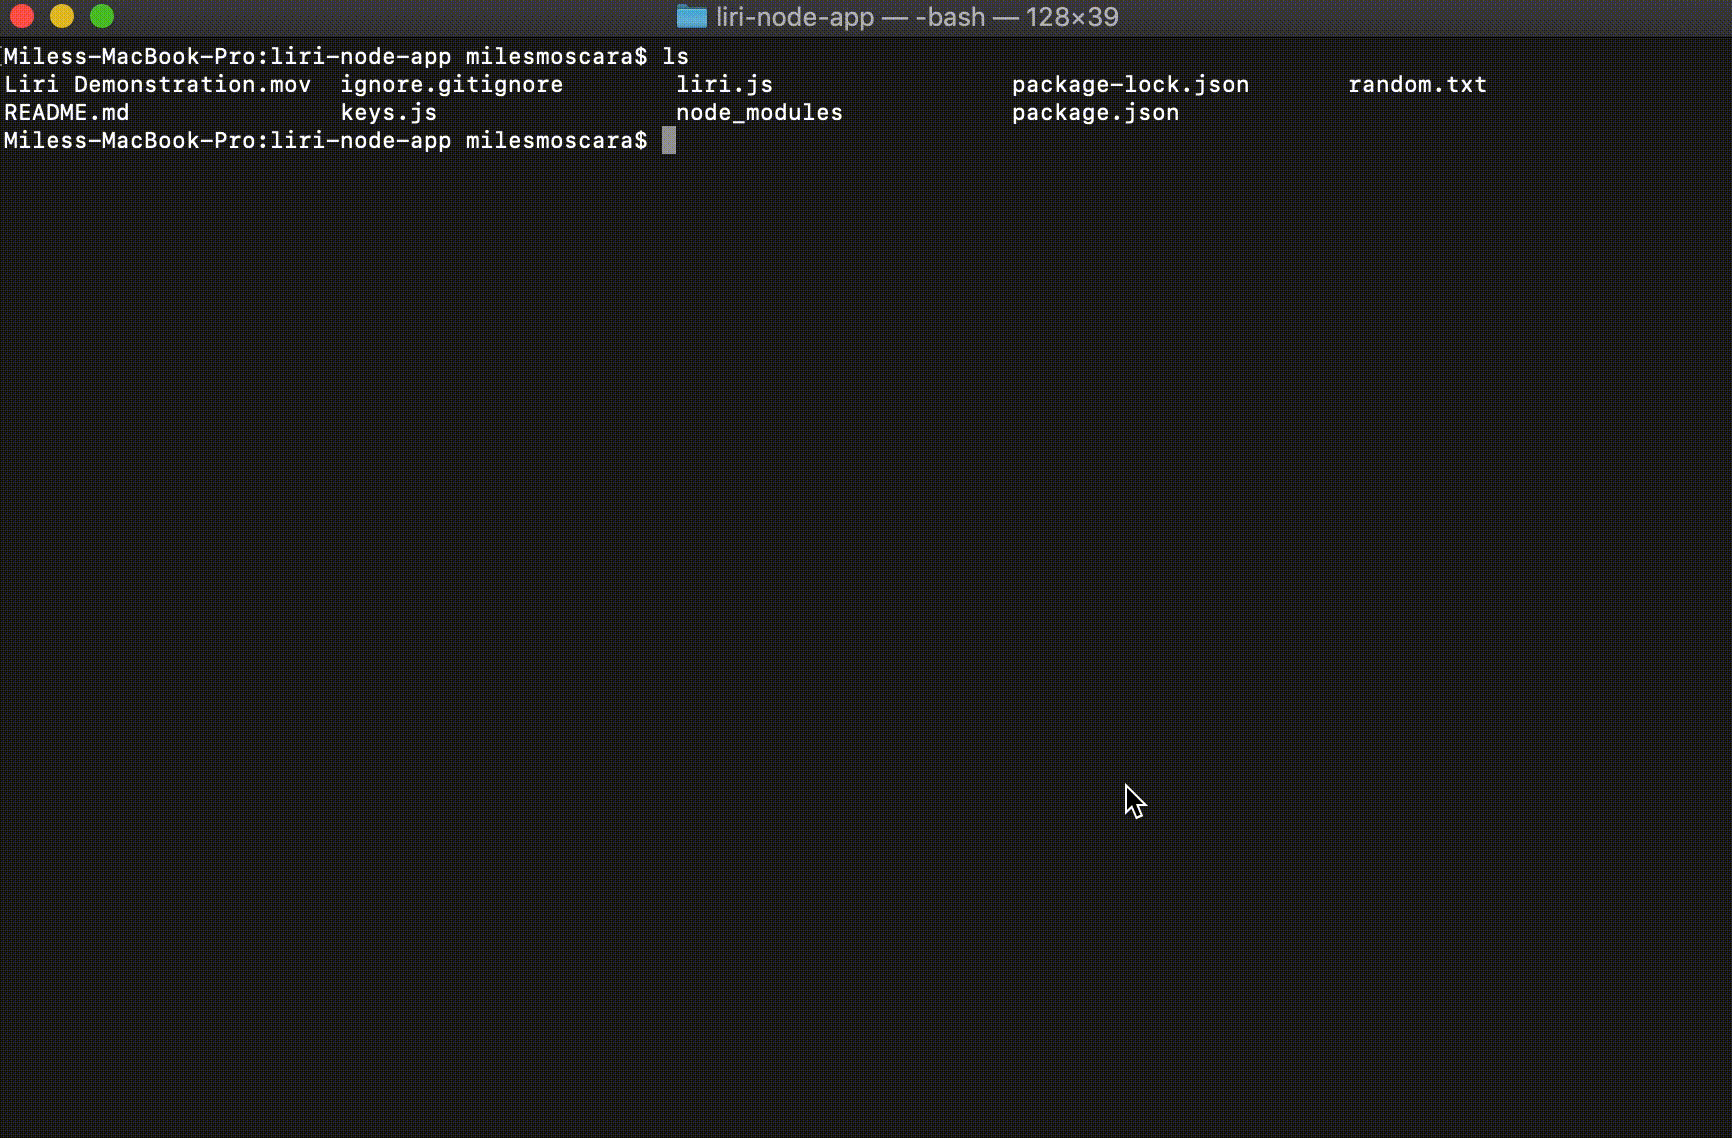 liri-node-app — -bash — 128×39
Miless-MacBook-Pro:liri-node-app milesmoscara$ ls
Liri Demonstration.mov ignore.gitignore liri.js package-lock.json random.txt
README.md keys.js node_modules package.json
Miless-MacBook-Pro:liri-node-app milesmoscara$